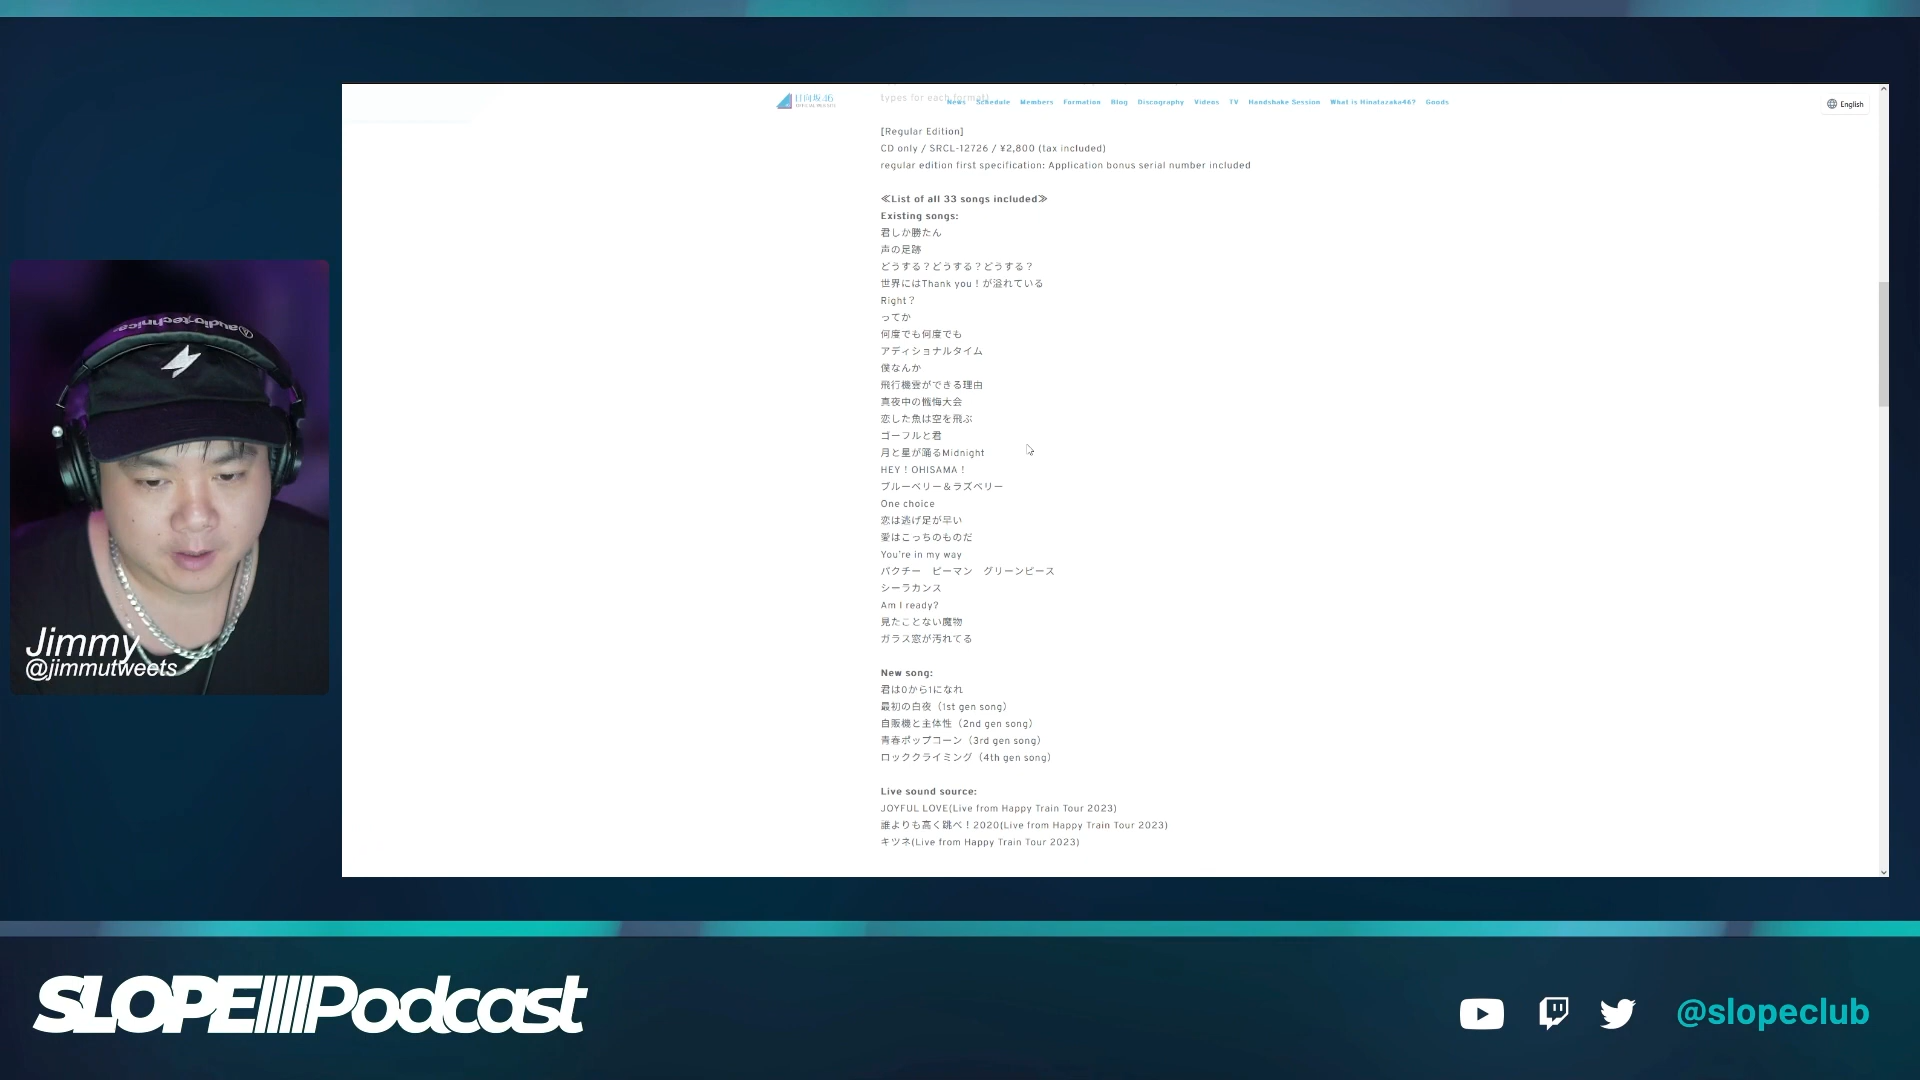 日向坂46
types for each format)
News Schedule Members Formation Blog Discography Videos TV Handshake Session What is Hinatazaka46? Goods
English
[Regular Edition]
CD only / SRCL-12726 / ¥2,800 (tax included)
regular edition first specification: Application bonus serial number included
≪List of all 33 songs included≫
Existing songs:
君しか勝たん
声の足跡
どうする？どうする？どうする？
世界にはThank you！が溢れている
Right？
ってか
何度でも何度でも
アディショナルタイム
僕なんか
飛行機雲ができる理由
真夜中の懺悔大会
恋した魚は空を飛ぶ
ゴーフルと君
月と星が踊るMidnight
HEY！OHISAMA！
ブルーベリー＆ラズベリー
One choice
恋は逃げ足が早い
愛はこっちのものだ
You're in my way
パクチー　ピーマン　グリーンピース
シーラカンス
Am I ready?
見たことない魔物
ガラス窓が汚れてる
New song:
君は0から1になれ
最初の白夜（1st gen song）
自販機と主体性（2nd gen song）
青春ポップコーン（3rd gen song）
ロッククライミング（4th gen song）
Live sound source:
JOYFUL LOVE(Live from Happy Train Tour 2023)
誰よりも高く跳べ！2020(Live from Happy Train Tour 2023)
キツネ(Live from Happy Train Tour 2023)
audio-technica
Jimmy
@jimmutweets
SLOPE Podcast
@slopeclub